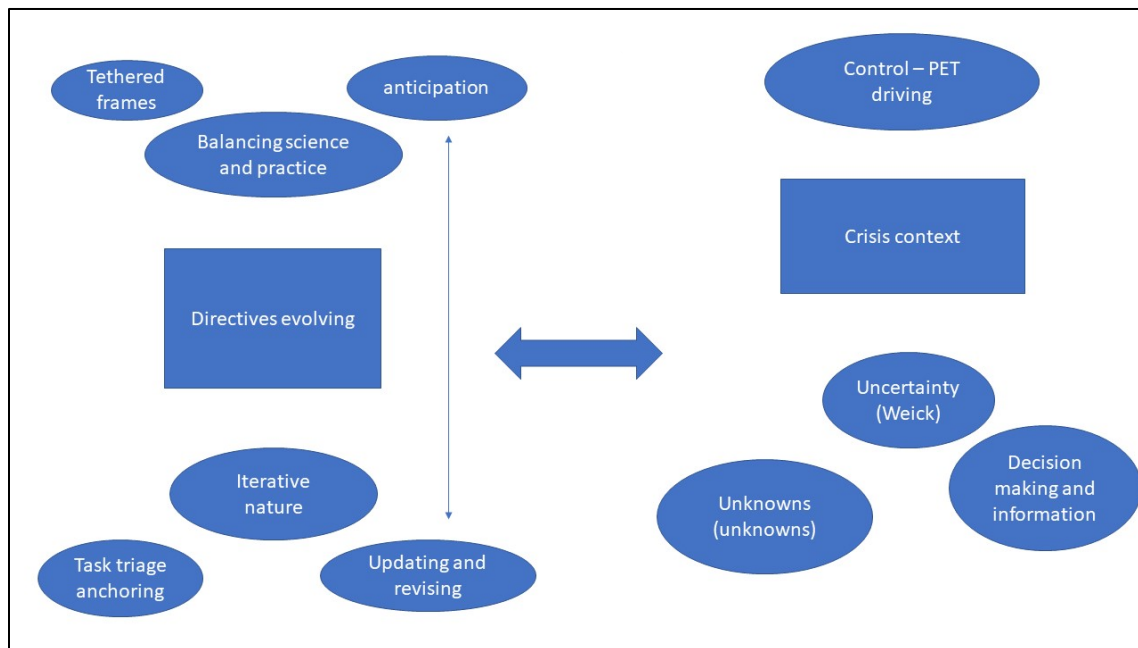 Tethered
frames
anticipation
Balancing science
and practice
Directives evolving
Iterative
nature
Task triage
anchoring
Updating and
revising
Control – PET
driving
Crisis context
Uncertainty
(Weick)
Decision
making and
information
Unknowns
(unknowns)